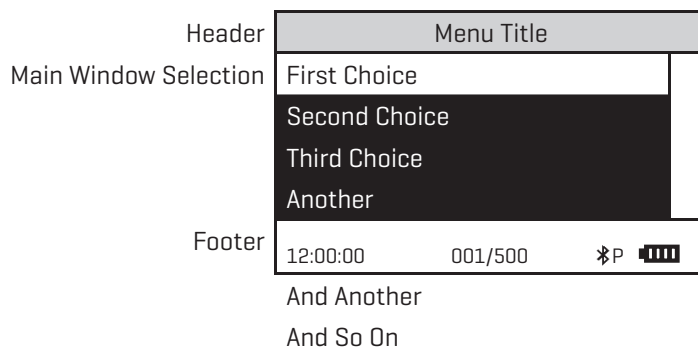 Header
Menu Title
Main Window Selection
First Choice
Second Choice
Third Choice
Another
Footer
12:00:00 001/500 P
And Another
And So On